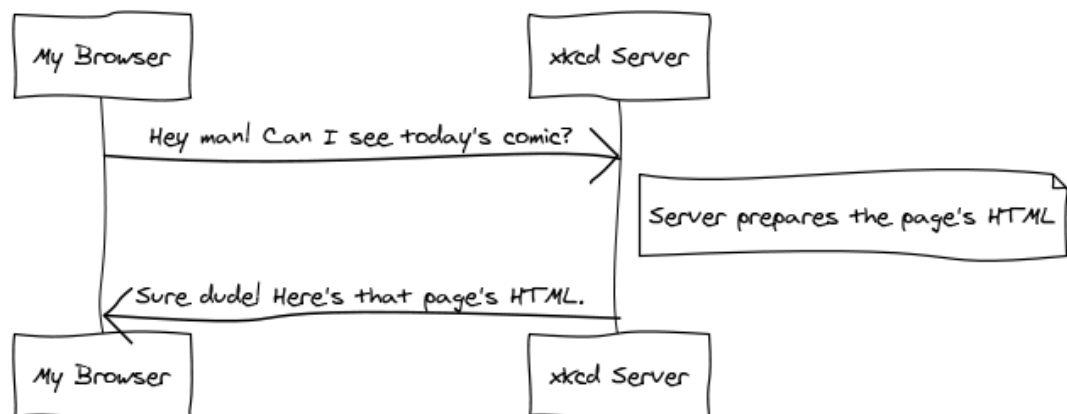 My Browser
xkcd Server
Hey man! Can I see today's comic?
Server prepares the page's HTML
Sure dude! Here's that page's HTML.
My Browser
xkcd Server